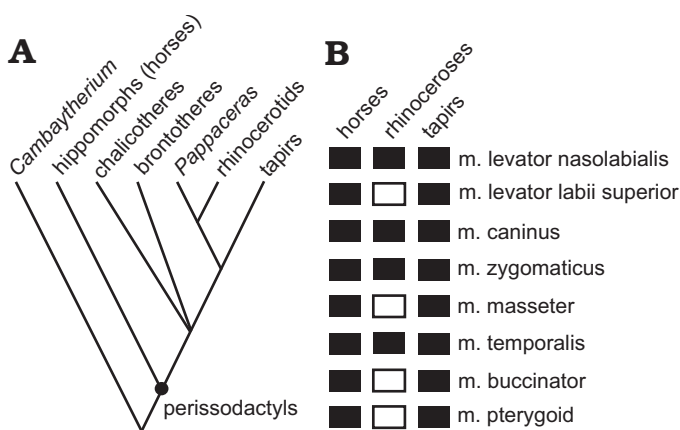 A
Cambaytherium
hippomorphs (horses)
chalicotheres
brontotheres
Pappaceras
rhinocerotids
tapirs
perissodactyls
B
horses
rhinoceroses
tapirs
m. levator nasolabialis
m. levator labii superior
m. caninus
m. zygomaticus
m. masseter
m. temporalis
m. buccinator
m. pterygoid